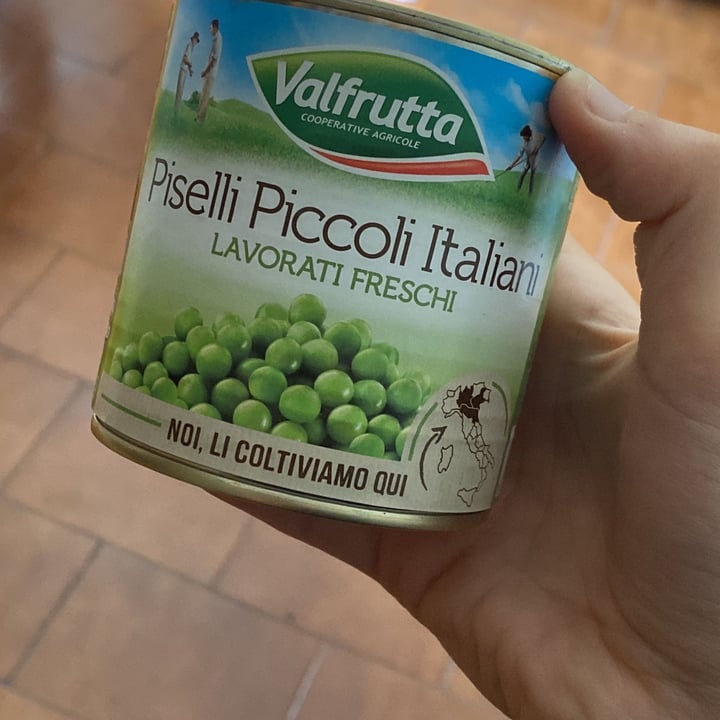 Valfrutta
COOPERATIVE AGRICOLE
Piselli Piccoli Italiani
LAVORATI FRESCHI
NOI, LI COLTIVIAMO QUI